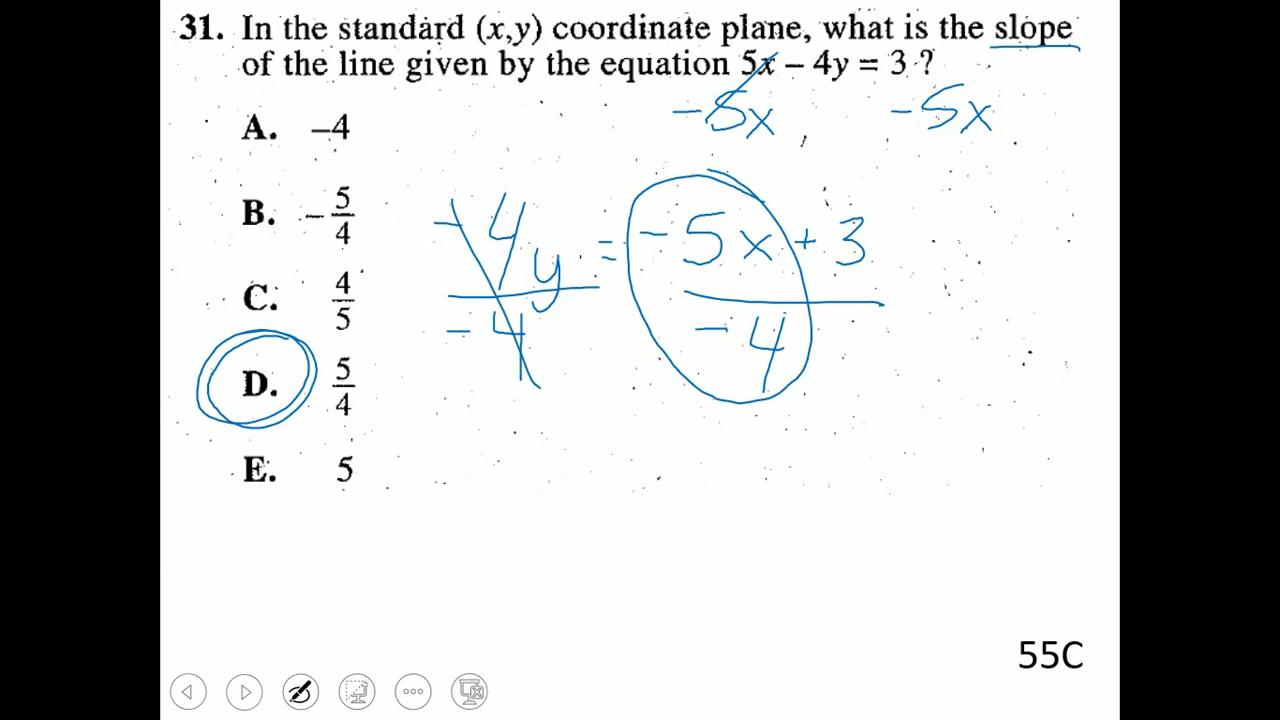 31. In the standard (x,y) coordinate plane, what is the slope
of the line given by the equation 5x – 4y = 3 ?
-5x -5x
A. –4
B. – 5/4
C. 4/5
D. 5/4
E. 5
-4y = -5x + 3
-4 -4
55C